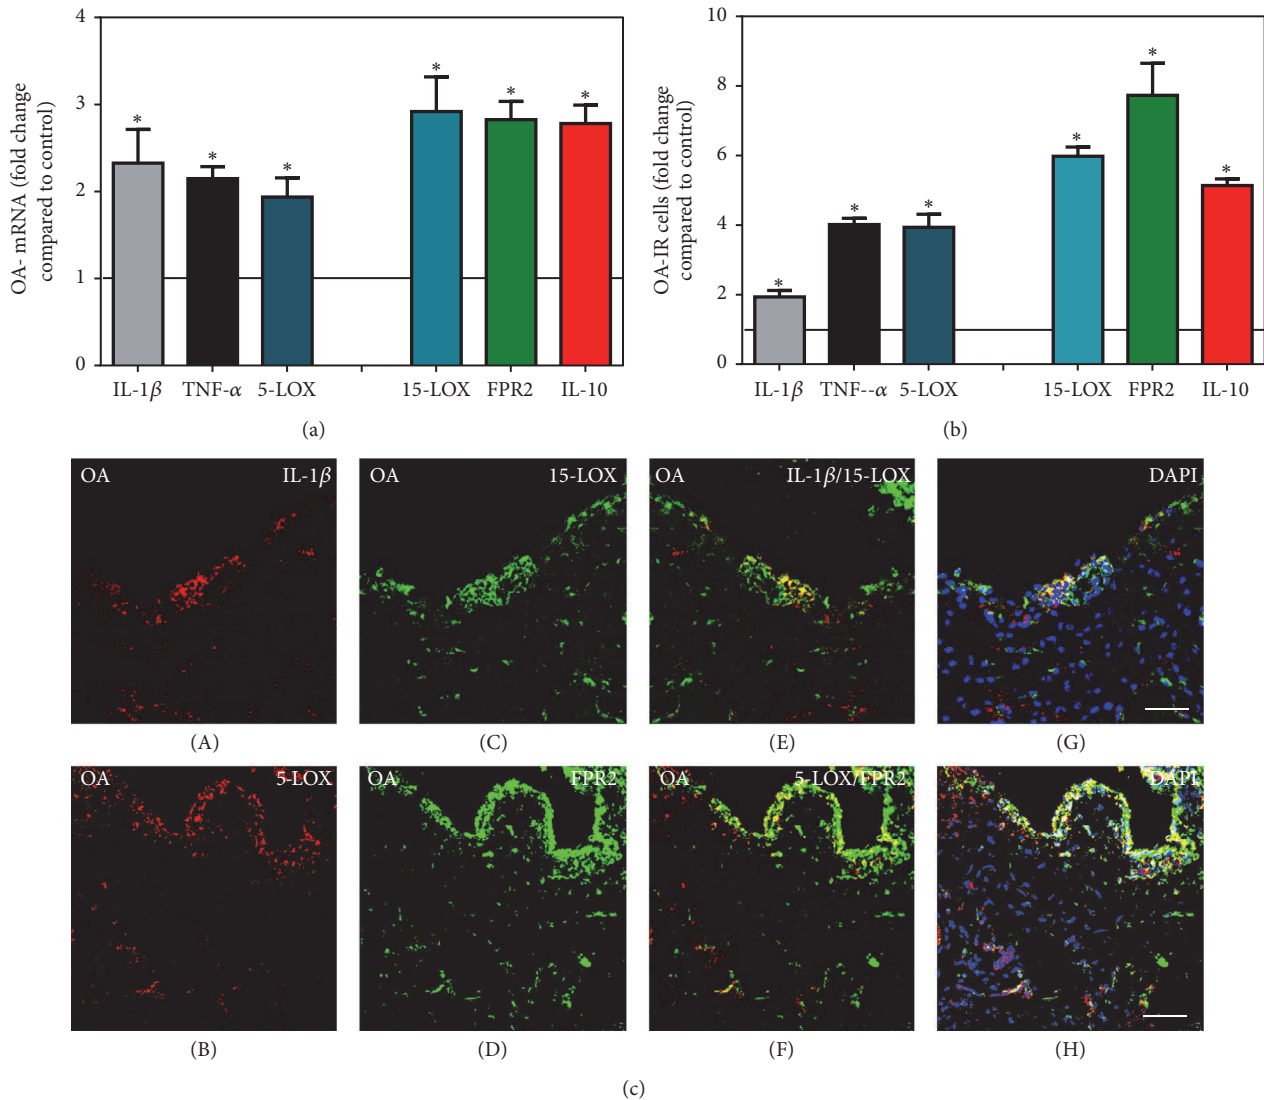 OA- mRNA (fold change
compared to control)
4
3
2
1
0
* * * * * *
IL-1β TNF-α 5-LOX 15-LOX FPR2 IL-10
(a)
OA-IR cells (fold change
compared to control)
10
8
6
4
2
0
* * * * * *
IL-1β TNF--α 5-LOX 15-LOX FPR2 IL-10
(b)
OA IL-1β
OA 15-LOX
OA IL-1β/15-LOX
DAPI
(A) (C) (E) (G)
OA 5-LOX
OA FPR2
OA 5-LOX/FPR2
DAPI
(B) (D) (F) (H)
(c)